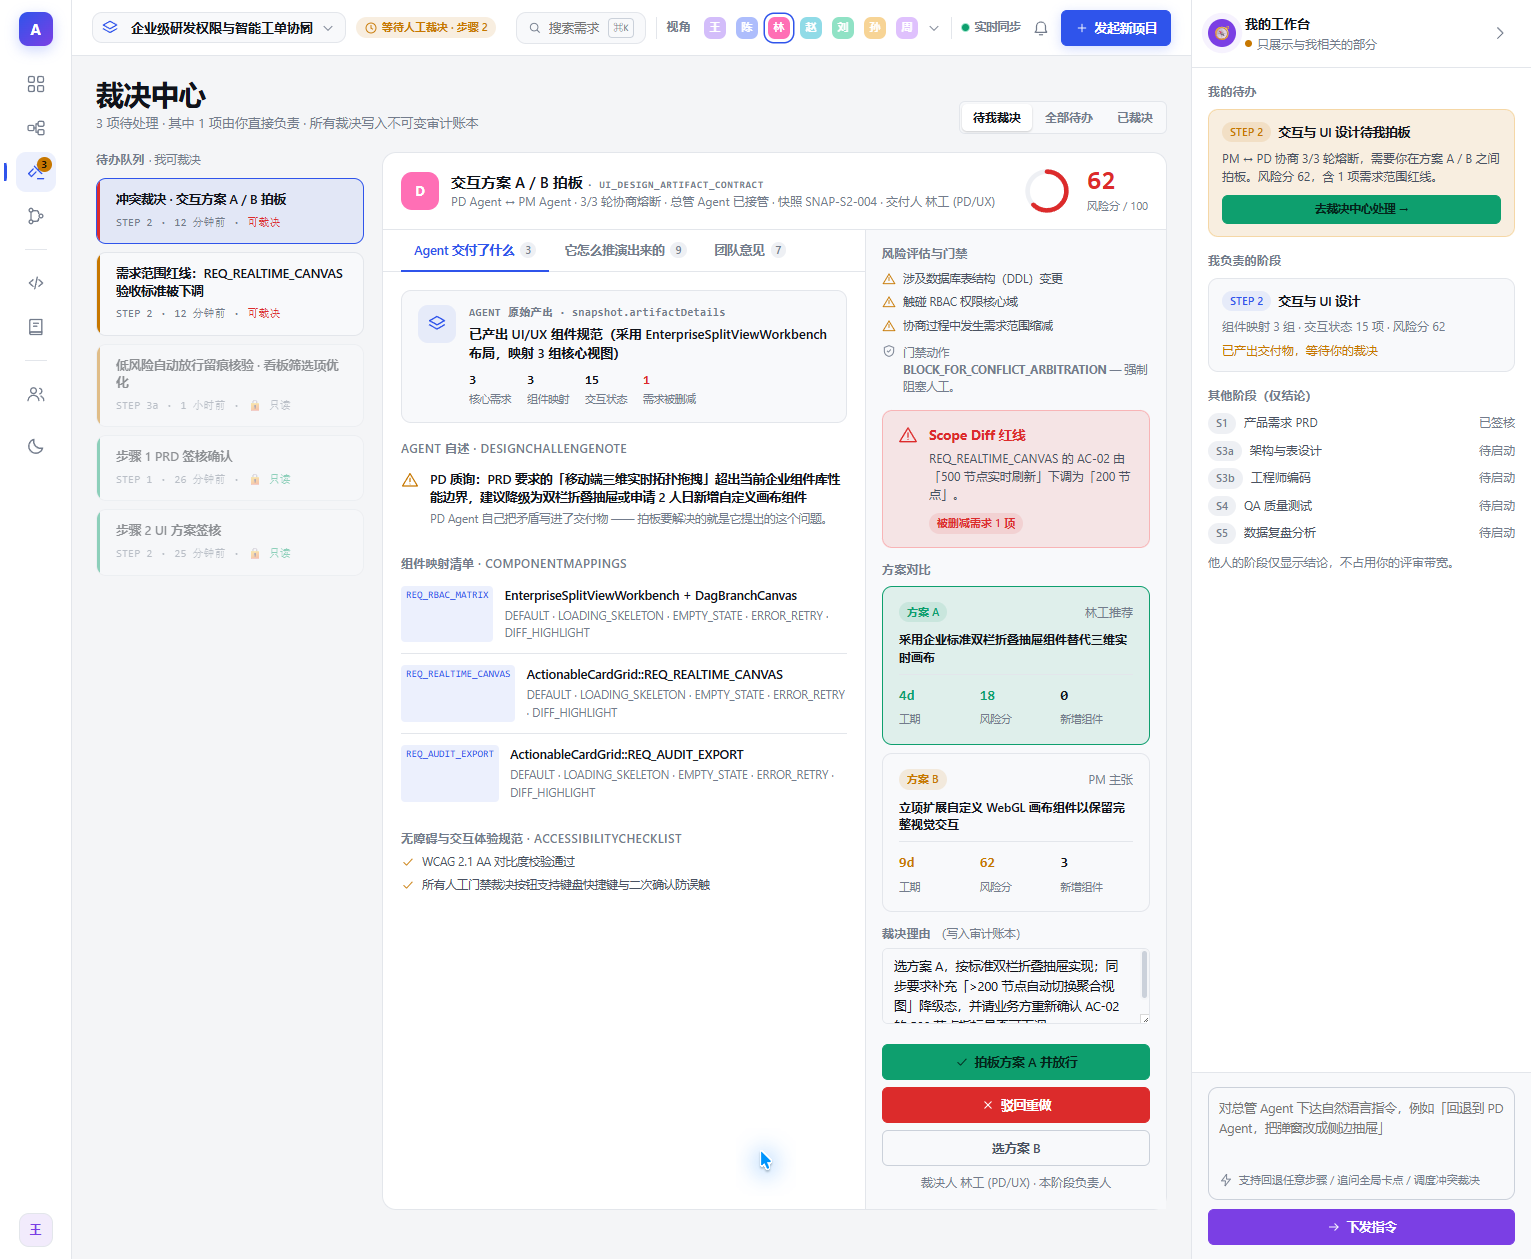 A
企业级研发权限与智能工单协同
等待人工裁决 · 步骤 2
搜索需求 ⌘K
视角
王 陈 林 赵 刘 孙 周
实时同步
+ 发起新项目
3
王
裁决中心
3 项待处理 · 其中 1 项由你直接负责 · 所有裁决写入不可变审计账本
待我裁决 全部待办 已裁决
待办队列 · 我可裁决
冲突裁决 · 交互方案 A / B 拍板
STEP 2 · 12 分钟前 · 可裁决
需求范围红线：REQ_REALTIME_CANVAS
验收标准被下调
STEP 2 · 12 分钟前 · 可裁决
低风险自动放行留痕核验 · 看板筛选项优
化
STEP 3a · 1 小时前 · 🔒 只读
步骤 1 PRD 签核确认
STEP 1 · 26 分钟前 · 🔒 只读
步骤 2 UI 方案签核
STEP 2 · 25 分钟前 · 🔒 只读
D
交互方案 A / B 拍板 · UI_DESIGN_ARTIFACT_CONTRACT
PD Agent ↔ PM Agent · 3/3 轮协商熔断 · 总管 Agent 已接管 · 快照 SNAP-S2-004 · 交付人 林工 (PD/UX)
62
风险分 / 100
Agent 交付了什么 3
它怎么推演出来的 9
团队意见 7
AGENT 原始产出 · snapshot.artifactDetails
已产出 UI/UX 组件规范（采用 EnterpriseSplitViewWorkbench
布局，映射 3 组核心视图）
3 3 15 1
核心需求 组件映射 交互状态 需求被删减
AGENT 自述 · DESIGNCHALLENGENOTE
PD 质询：PRD 要求的「移动端三维实时拓扑拖拽」超出当前企业组件库性
能边界，建议降级为双栏折叠抽屉或申请 2 人日新增自定义画布组件
PD Agent 自己把矛盾写进了交付物 —— 拍板要解决的就是它提出的这个问题。
组件映射清单 · COMPONENTMAPPINGS
REQ_RBAC_MATRIX
EnterpriseSplitViewWorkbench + DagBranchCanvas
DEFAULT · LOADING_SKELETON · EMPTY_STATE · ERROR_RETRY ·
DIFF_HIGHLIGHT
REQ_REALTIME_CANVAS
ActionableCardGrid::REQ_REALTIME_CANVAS
DEFAULT · LOADING_SKELETON · EMPTY_STATE · ERROR_RETRY
· DIFF_HIGHLIGHT
REQ_AUDIT_EXPORT
ActionableCardGrid::REQ_AUDIT_EXPORT
DEFAULT · LOADING_SKELETON · EMPTY_STATE · ERROR_RETRY ·
DIFF_HIGHLIGHT
无障碍与交互体验规范 · ACCESSIBILITYCHECKLIST
WCAG 2.1 AA 对比度校验通过
所有人工门禁裁决按钮支持键盘快捷键与二次确认防误触
风险评估与门禁
涉及数据库表结构（DDL）变更
触碰 RBAC 权限核心域
协商过程中发生需求范围缩减
门禁动作
BLOCK_FOR_CONFLICT_ARBITRATION — 强制
阻塞人工。
Scope Diff 红线
REQ_REALTIME_CANVAS 的 AC-02 由
「500 节点实时刷新」下调为「200 节
点」。
被删减需求 1 项
方案对比
方案 A 林工推荐
采用企业标准双栏折叠抽屉组件替代三维实
时画布
4d 18 0
工期 风险分 新增组件
方案 B PM 主张
立项扩展自定义 WebGL 画布组件以保留完
整视觉交互
9d 62 3
工期 风险分 新增组件
裁决理由 （写入审计账本）
选方案 A，按标准双栏折叠抽屉实现；同
步要求补充「>200 节点自动切换聚合视
图」降级态，并请业务方重新确认 AC-02
✓ 拍板方案 A 并放行
× 驳回重做
选方案 B
裁决人 林工 (PD/UX) · 本阶段负责人
我的工作台
只展示与我相关的部分
我的待办
STEP 2 交互与 UI 设计待我拍板
PM ↔ PD 协商 3/3 轮熔断，需要你在方案 A / B 之间
拍板。风险分 62，含 1 项需求范围红线。
去裁决中心处理 →
我负责的阶段
STEP 2 交互与 UI 设计
组件映射 3 组 · 交互状态 15 项 · 风险分 62
已产出交付物，等待你的裁决
其他阶段（仅结论）
S1 产品需求 PRD 已签核
S3a 架构与表设计 待启动
S3b 工程师编码 待启动
S4 QA 质量测试 待启动
S5 数据复盘分析 待启动
他人的阶段仅显示结论，不占用你的评审带宽。
对总管 Agent 下达自然语言指令，例如「回退到 PD
Agent，把弹窗改成侧边抽屉」
支持回退任意步骤 / 追问全局卡点 / 调度冲突裁决
→ 下发指令